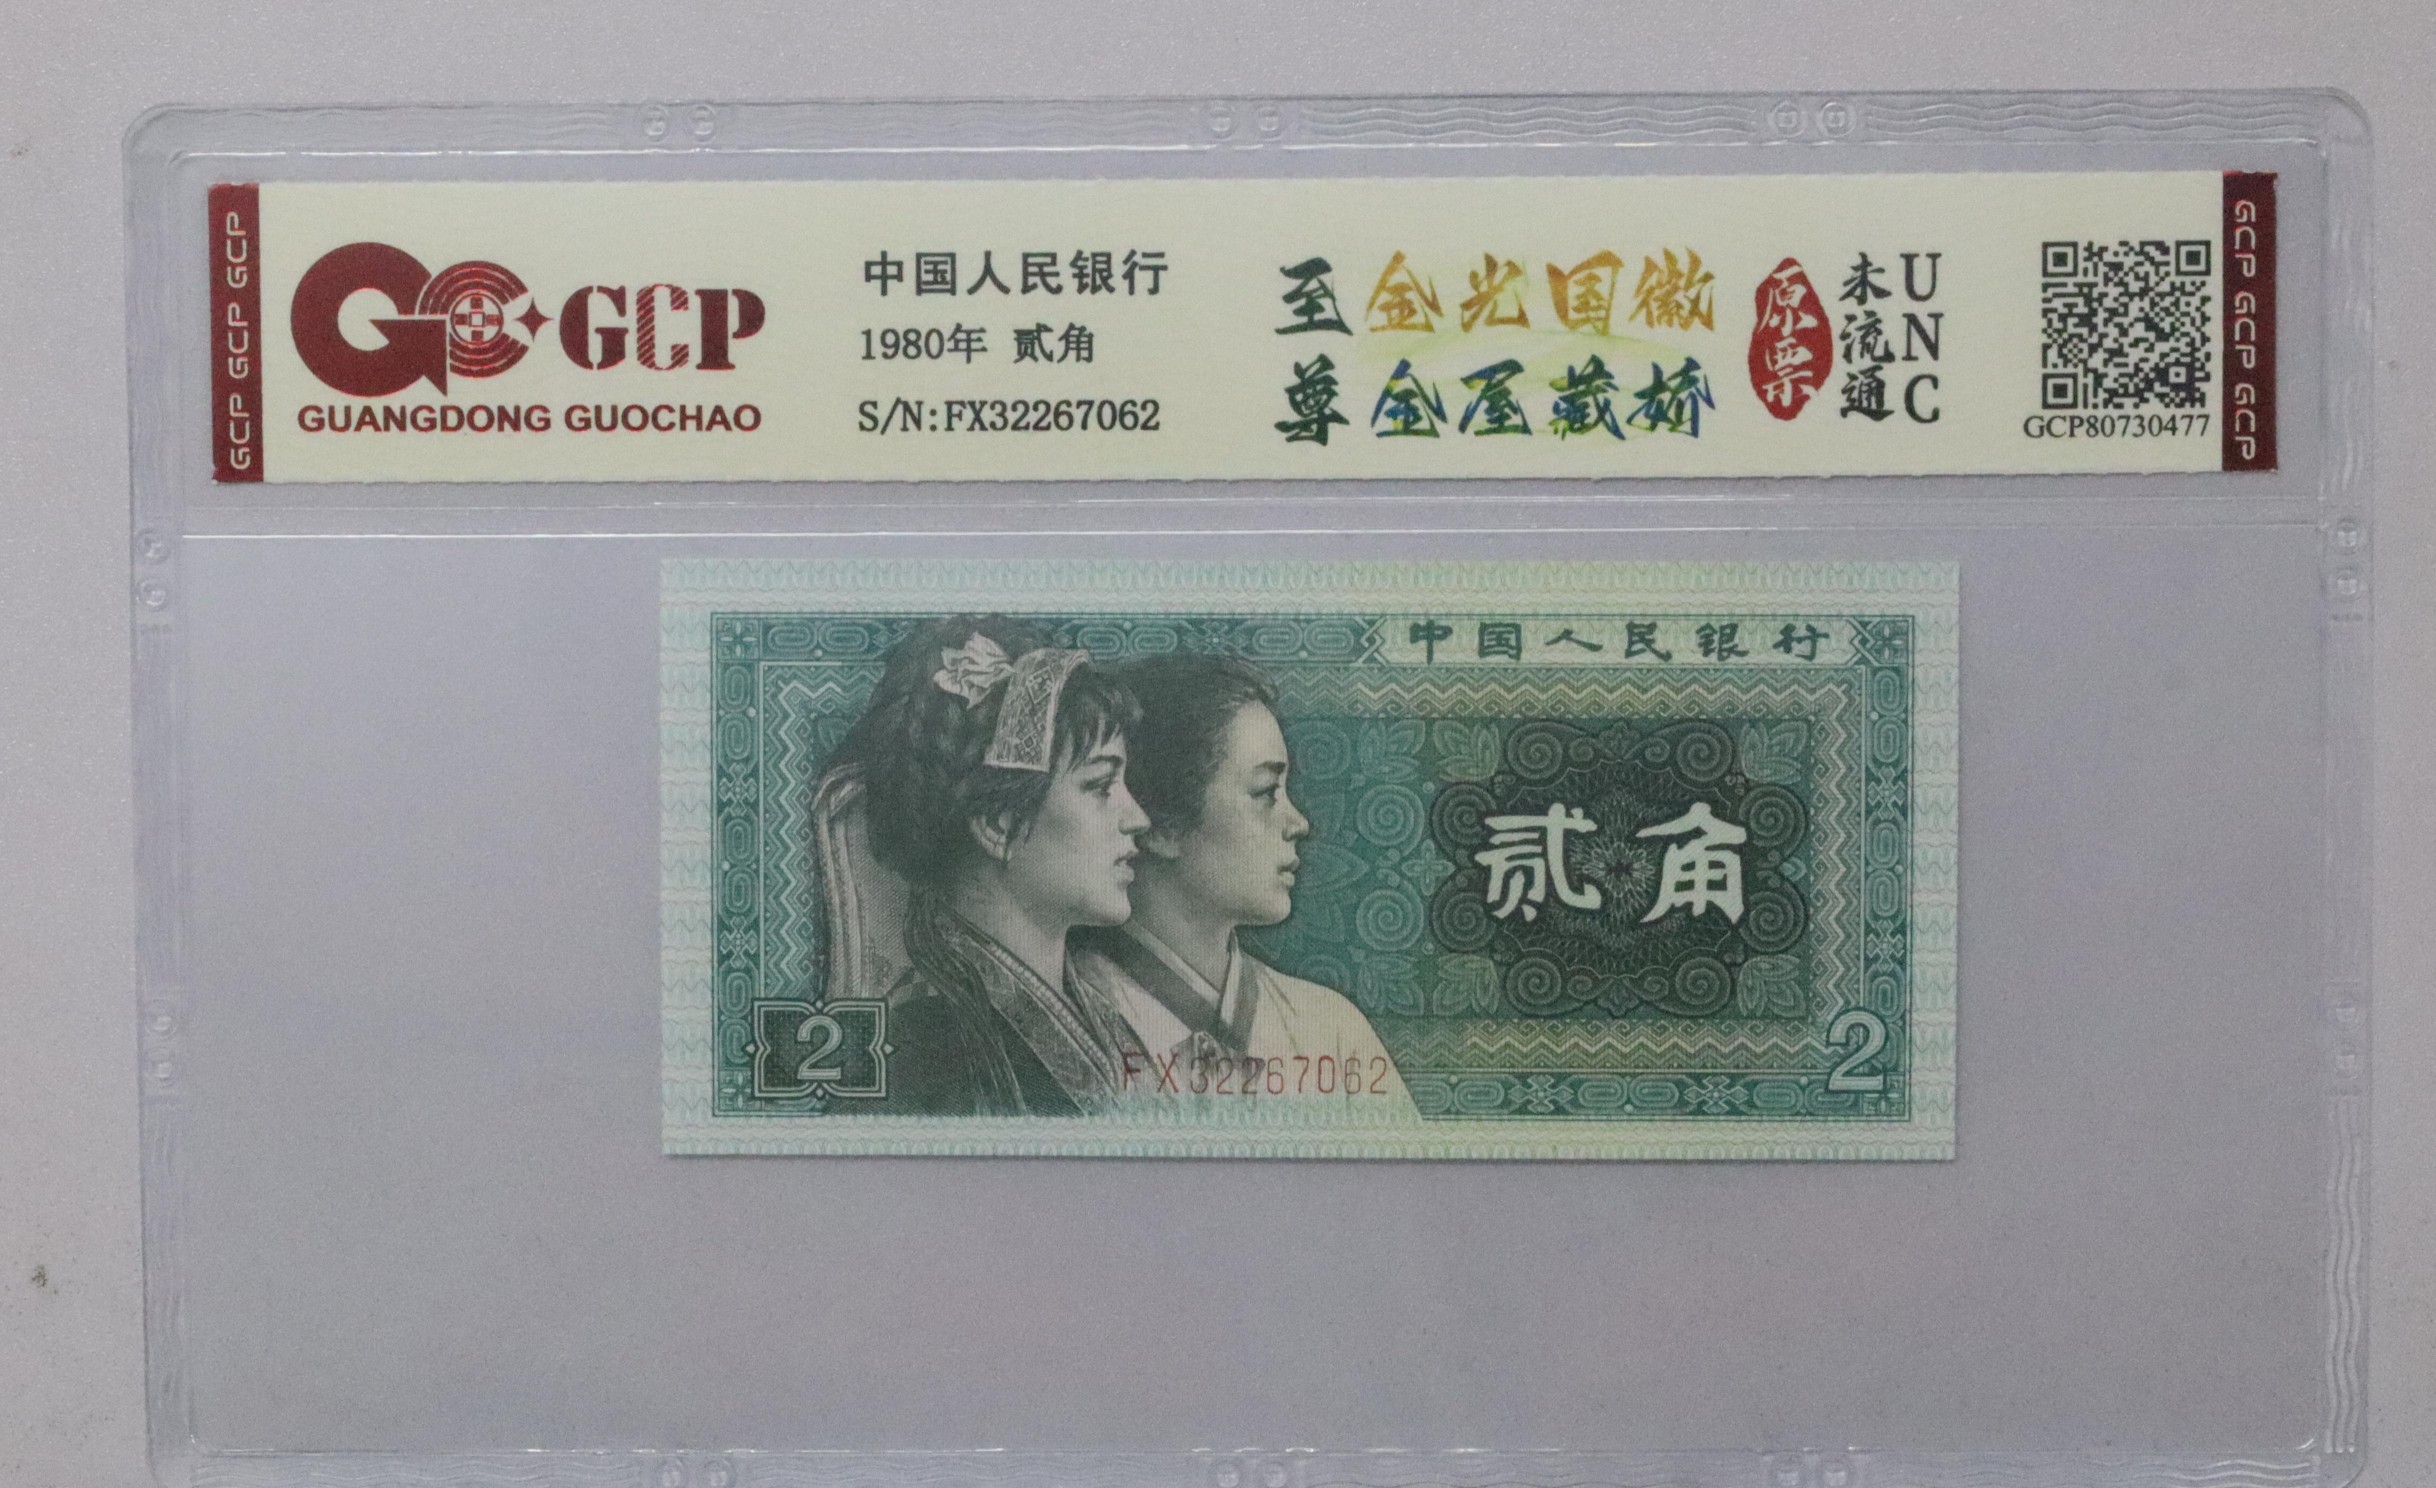 GCP GCP GCP
GCP
GUANGDONG GUOCHAO
中国人民银行
1980年 贰角
S/N:FX32267062
至尊
金光国徽
金屋藏娇
原票
未流通
UNC
GCP80730477
GCP GCP GCP
中国人民银行
贰角
2
FX32267062
2